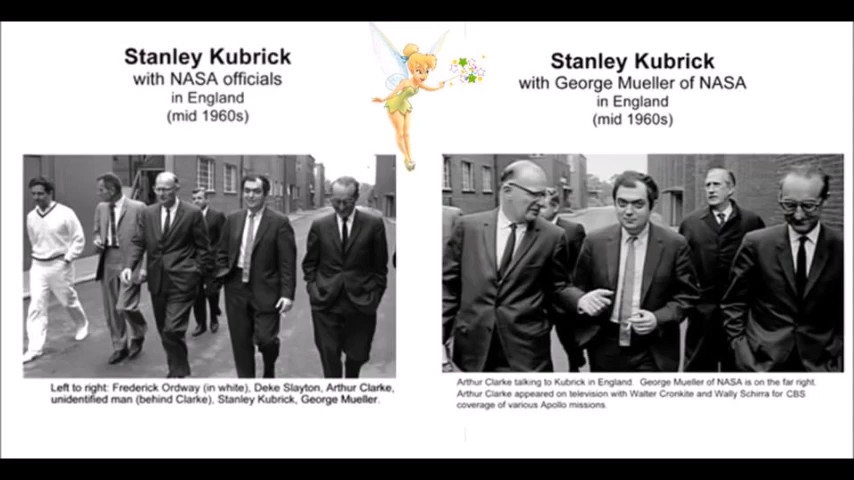 Stanley Kubrick
with NASA officials
in England
(mid 1960s)
Left to right: Frederick Ordway (in white), Deke Slayton, Arthur Clarke,
unidentified man (behind Clarke), Stanley Kubrick, George Mueller.
Stanley Kubrick
with George Mueller of NASA
in England
(mid 1960s)
Arthur Clarke talking to Kubrick in England. George Mueller of NASA is on the far right.
Arthur Clarke appeared on television with Walter Cronkite and Wally Schirra for CBS
coverage of various Apollo missions.